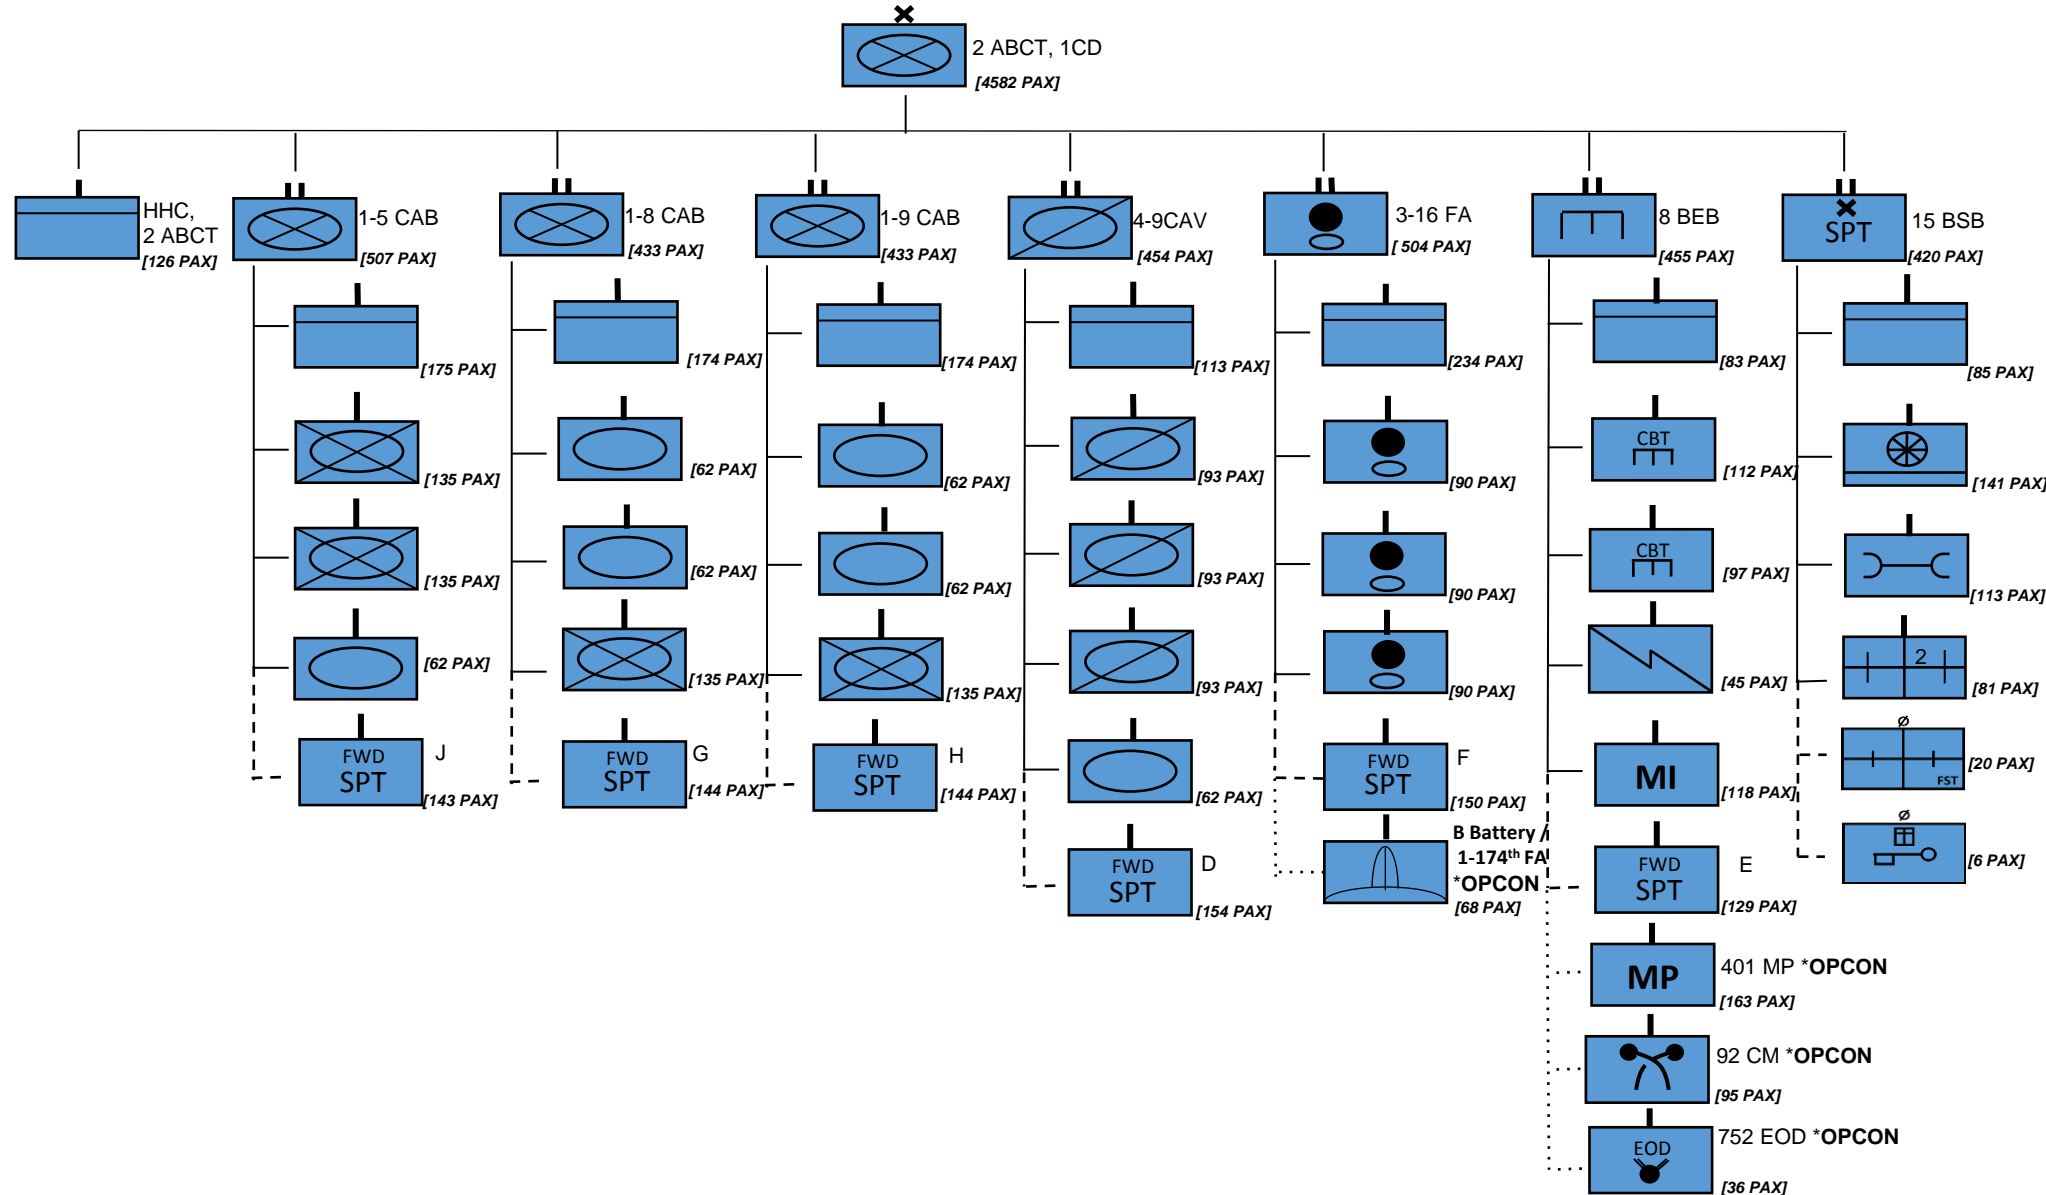 2 ABCT, 1CD
[4582 PAX]
HHC,
2 ABCT
[126 PAX]
1-5 CAB
[507 PAX]
1-8 CAB
[433 PAX]
1-9 CAB
[433 PAX]
4-9CAV
[454 PAX]
3-16 FA
[ 504 PAX]
8 BEB
[455 PAX]
SPT
15 BSB
[420 PAX]
[175 PAX]
[135 PAX]
[135 PAX]
[62 PAX]
FWD
SPT
J
[143 PAX]
[174 PAX]
[62 PAX]
[62 PAX]
[135 PAX]
FWD
SPT
G
[144 PAX]
[174 PAX]
[62 PAX]
[62 PAX]
[135 PAX]
FWD
SPT
H
[144 PAX]
[113 PAX]
[93 PAX]
[93 PAX]
[93 PAX]
[62 PAX]
FWD
SPT
D
[154 PAX]
[234 PAX]
[90 PAX]
[90 PAX]
[90 PAX]
FWD
SPT
F
[150 PAX]
B Battery /
1-174th FA
*OPCON
[68 PAX]
[83 PAX]
CBT
[112 PAX]
CBT
[97 PAX]
[45 PAX]
MI
[118 PAX]
FWD
SPT
E
[129 PAX]
MP
401 MP *OPCON
[163 PAX]
92 CM *OPCON
[95 PAX]
EOD
752 EOD *OPCON
[36 PAX]
[85 PAX]
[141 PAX]
[113 PAX]
2
[81 PAX]
Ø
FST
[20 PAX]
Ø
[6 PAX]